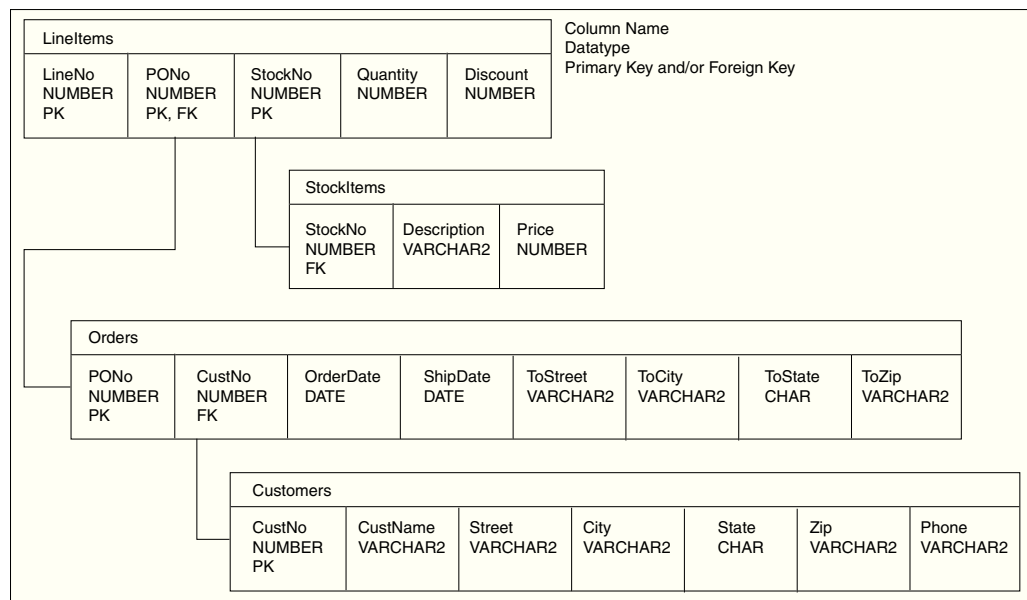 LineItems
Column Name
Datatype
Primary Key and/or Foreign Key
LineNo
NUMBER
PK
PONo
NUMBER
PK, FK
StockNo
NUMBER
PK
Quantity
NUMBER
Discount
NUMBER
StockItems
StockNo
NUMBER
FK
Description
VARCHAR2
Price
NUMBER
Orders
PONo
NUMBER
PK
CustNo
NUMBER
FK
OrderDate
DATE
ShipDate
DATE
ToStreet
VARCHAR2
ToCity
VARCHAR2
ToState
CHAR
ToZip
VARCHAR2
Customers
CustNo
NUMBER
PK
CustName
VARCHAR2
Street
VARCHAR2
City
VARCHAR2
State
CHAR
Zip
VARCHAR2
Phone
VARCHAR2